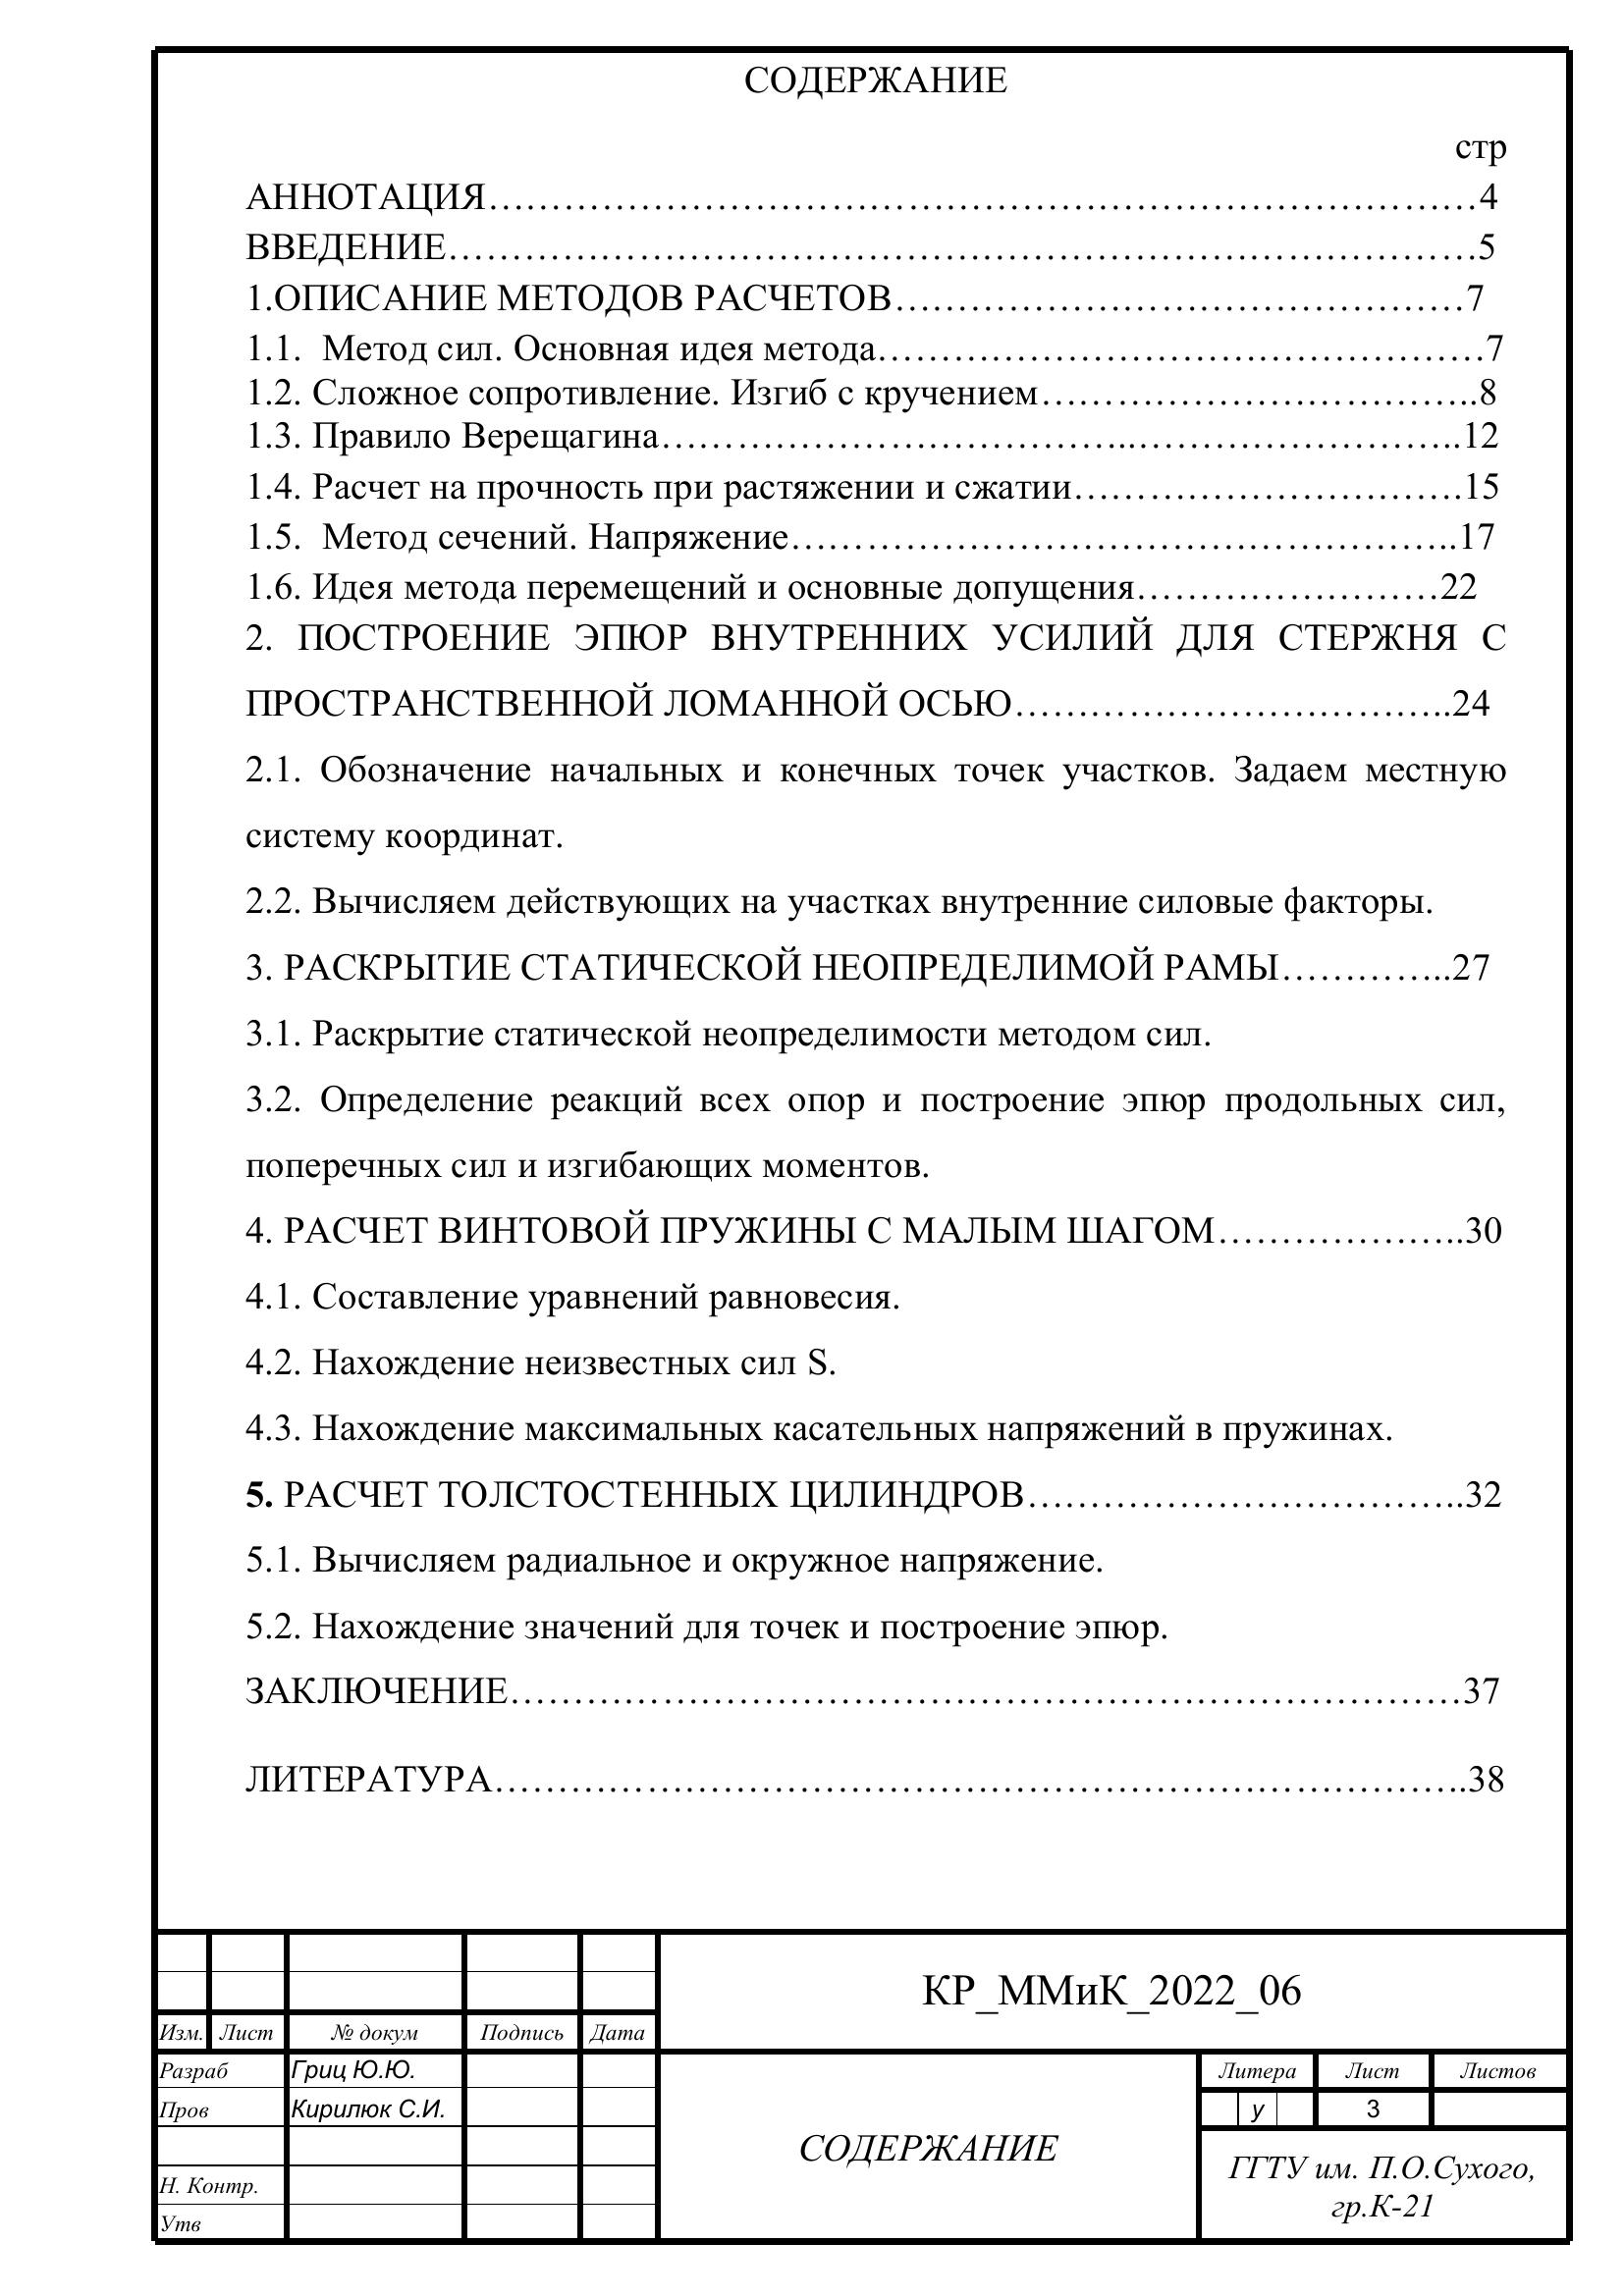 СОДЕРЖАНИЕ
стр
АННОТАЦИЯ……………………………………………………………………4
ВВЕДЕНИЕ………………………………………………………………………5
1.ОПИСАНИЕ МЕТОДОВ РАСЧЕТОВ………………………………………7
1.1.  Метод сил. Основная идея метода…………………………………………7
1.2. Сложное сопротивление. Изгиб с кручением……………………………..8
1.3. Правило Верещагина………………………………..……………………..12
1.4. Расчет на прочность при растяжении и сжатии………………………….15
1.5.  Метод сечений. Напряжение……………………………………………..17
1.6. Идея метода перемещений и основные допущения……………………22
2. ПОСТРОЕНИЕ ЭПЮР ВНУТРЕННИХ УСИЛИЙ ДЛЯ СТЕРЖНЯ С
ПРОСТРАНСТВЕННОЙ ЛОМАННОЙ ОСЬЮ……………………………..24
2.1. Обозначение начальных и конечных точек участков. Задаем местную
систему координат.
2.2. Вычисляем действующих на участках внутренние силовые факторы.
3. РАСКРЫТИЕ СТАТИЧЕСКОЙ НЕОПРЕДЕЛИМОЙ РАМЫ…………..27
3.1. Раскрытие статической неопределимости методом сил.
3.2. Определение реакций всех опор и построение эпюр продольных сил,
поперечных сил и изгибающих моментов.
4. РАСЧЕТ ВИНТОВОЙ ПРУЖИНЫ С МАЛЫМ ШАГОМ………………..30
4.1. Составление уравнений равновесия.
4.2. Нахождение неизвестных сил S.
4.3. Нахождение максимальных касательных напряжений в пружинах.
5. РАСЧЕТ ТОЛСТОСТЕННЫХ ЦИЛИНДРОВ……………………………..32
5.1. Вычисляем радиальное и окружное напряжение.
5.2. Нахождение значений для точек и построение эпюр.
ЗАКЛЮЧЕНИЕ…………………………………………………………………37
ЛИТЕРАТУРА………………………………………………………………….38
КР_ММиК_2022_06
Изм. Лист № докум Подпись Дата
Разраб Гриц Ю.Ю. Литера Лист Листов
Пров Кирилюк С.И. у 3
СОДЕРЖАНИЕ
ГГТУ им. П.О.Сухого,
гр.К-21
Н. Контр.
Утв